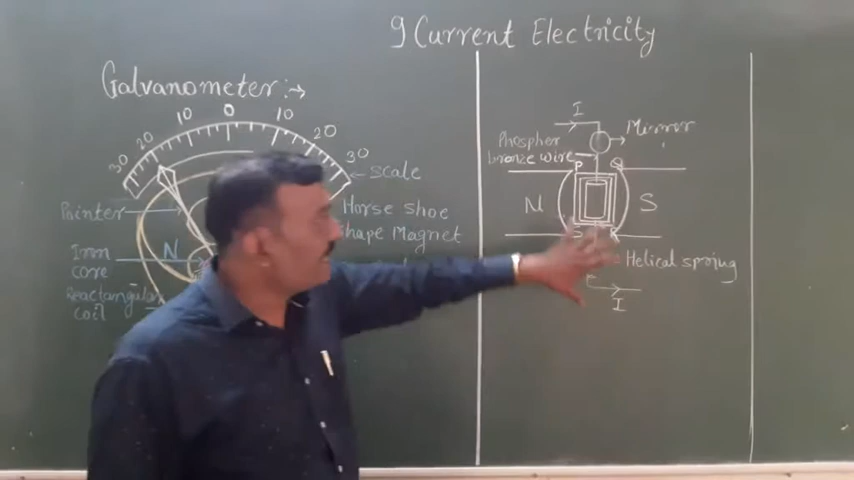 9 Current Electricity
Galvanometer :→
30 20 10 0 10 20 30
scale
Pointer
Horse Shoe
Shape Magnet
N
Iron
core
Reactangular
coil
I
Mirror
Phospher
bronze wire
P Q
N S
S R
Helical spring
I